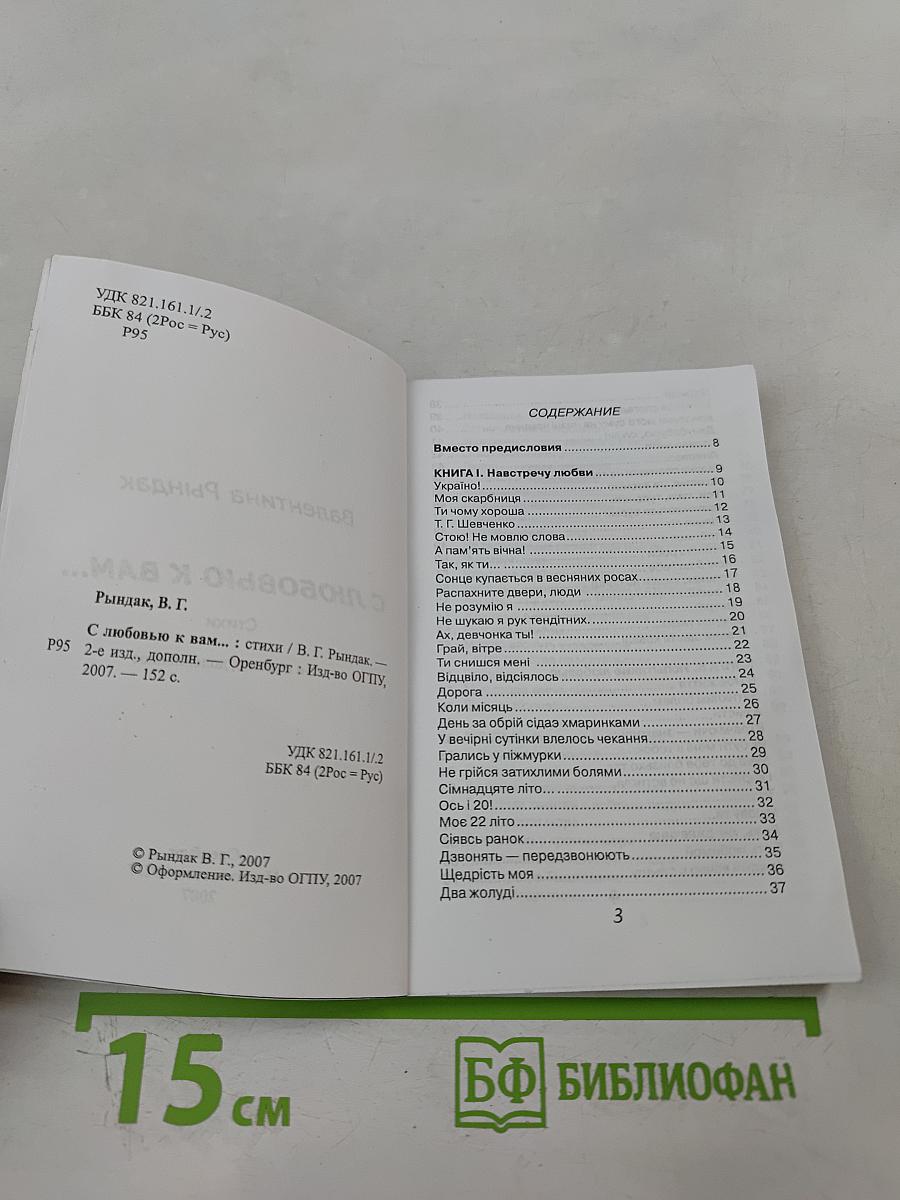 УДК 821.161.1/.2
ББК 84 (2Рос = Рус)
Р95
Рындак, В. Г.
Р95 С любовью к вам... : стихи / В. Г. Рындак. —
2-е изд., дополн. — Оренбург : Изд-во ОГПУ,
2007. — 152 с.
УДК 821.161.1/.2
ББК 84 (2Рос = Рус)
© Рындак В. Г., 2007
© Оформление. Изд-во ОГПУ, 2007
СОДЕРЖАНИЕ
Вместо предисловия ... 8
КНИГА I. Навстречу любви ... 9
Україно! ... 10
Моя скарбниця ... 11
Ти чому хороша ... 12
Т. Г. Шевченко ... 13
Стою! Не мовлю слова ... 14
А пам'ять вічна! ... 15
Так, як ти... ... 16
Сонце купається в весняних росах ... 17
Распахните двери, люди ... 18
Не розумію я ... 19
Не шукаю я рук тендітних. ... 20
Ах, девчонка ты! ... 21
Грай, вітре ... 22
Ти снишся мені ... 23
Відцвіло, відсіялось ... 24
Дорога ... 25
Коли місяць ... 26
День за обрій сідаэ хмаринками ... 27
У вечірні сутінки влелось чекання ... 28
Грались у піжмурки ... 29
Не грійся затихлими болями ... 30
Сімнадцяте літо ... 31
Ось і 20! ... 32
Моє 22 літо ... 33
Сіявсь ранок ... 34
Дзвонять — передзвонюють ... 35
Щедрість моя ... 36
Два жолуді ... 37
3
15 см
БФ БИБЛИОФАН